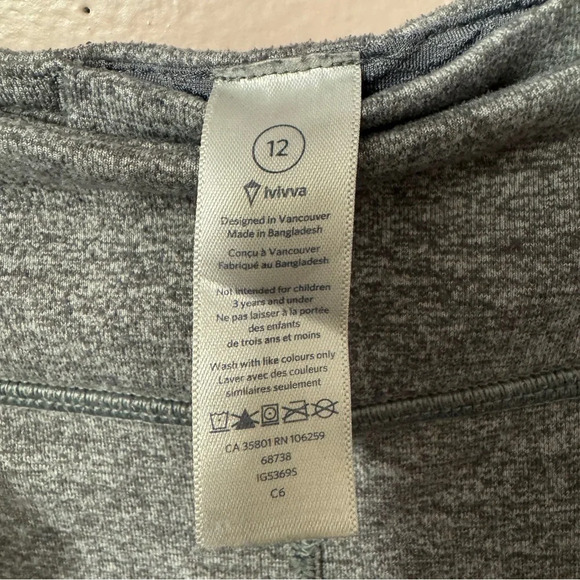 12
ivivva
Designed in Vancouver
Made in Bangladesh
Conçu à Vancouver
Fabriqué au Bangladesh
Not intended for children
3 years and under
Ne pas laisser à la portée
des enfants
de trois ans et moins
Wash with like colours only
Laver avec des couleurs
similaires seulement
CA 35801 RN 106259
68738
IG5369S
C6